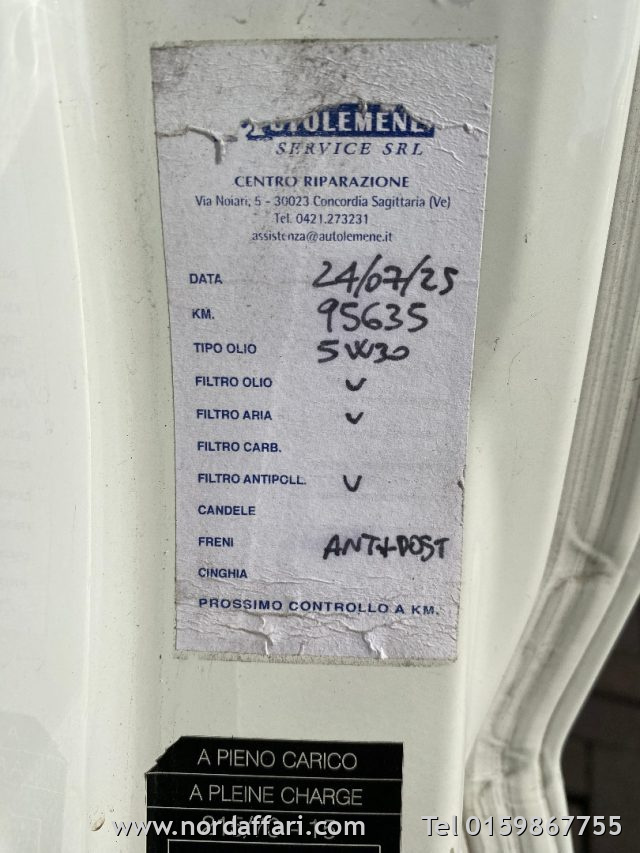 SERVICE SRL
CENTRO RIPARAZIONE
Via Noiari, 5 - 30023 Concordia Sagittaria (Ve)
Tel. 0421.273231
assistenza@autolemene.it
DATA 24/07/25
KM. 95635
TIPO OLIO 5W30
FILTRO OLIO ✓
FILTRO ARIA ✓
FILTRO CARB.
FILTRO ANTIPOLL. ✓
CANDELE
FRENI ANT+POST
CINGHIA
PROSSIMO CONTROLLO A KM.
A PIENO CARICO
A PLEINE CHARGE
www.nordaffari.com Tel 0159867755